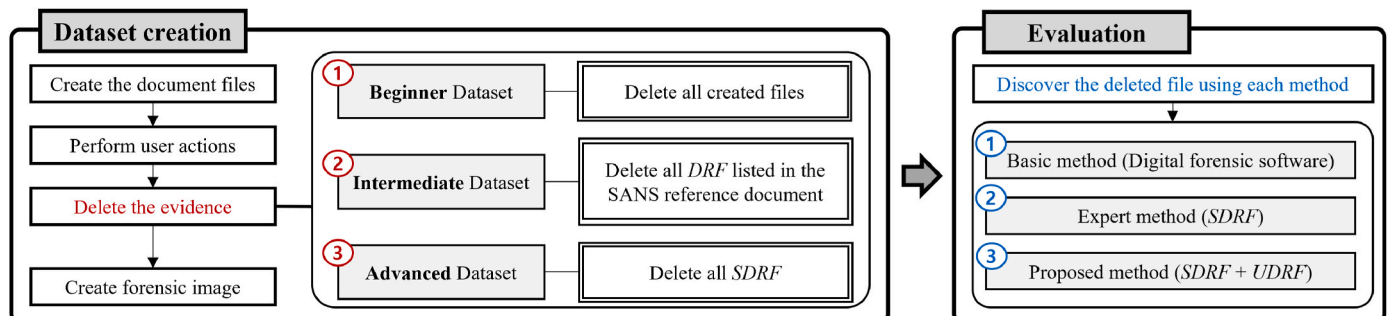 Dataset creation
Create the document files
Perform user actions
Delete the evidence
Create forensic image
1
Beginner Dataset
Delete all created files
2
Intermediate Dataset
Delete all DRF listed in the
SANS reference document
3
Advanced Dataset
Delete all SDRF
Evaluation
Discover the deleted file using each method
1
Basic method (Digital forensic software)
2
Expert method (SDRF)
3
Proposed method (SDRF + UDRF)